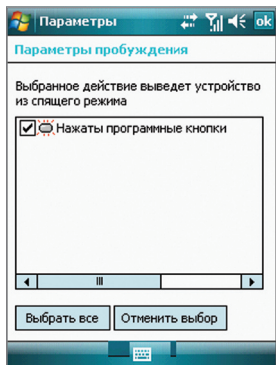 Параметры ok
Параметры пробуждения
Выбранное действие выведет устройство
из спящего режима
Нажаты программные кнопки
Выбрать все Отменить выбор